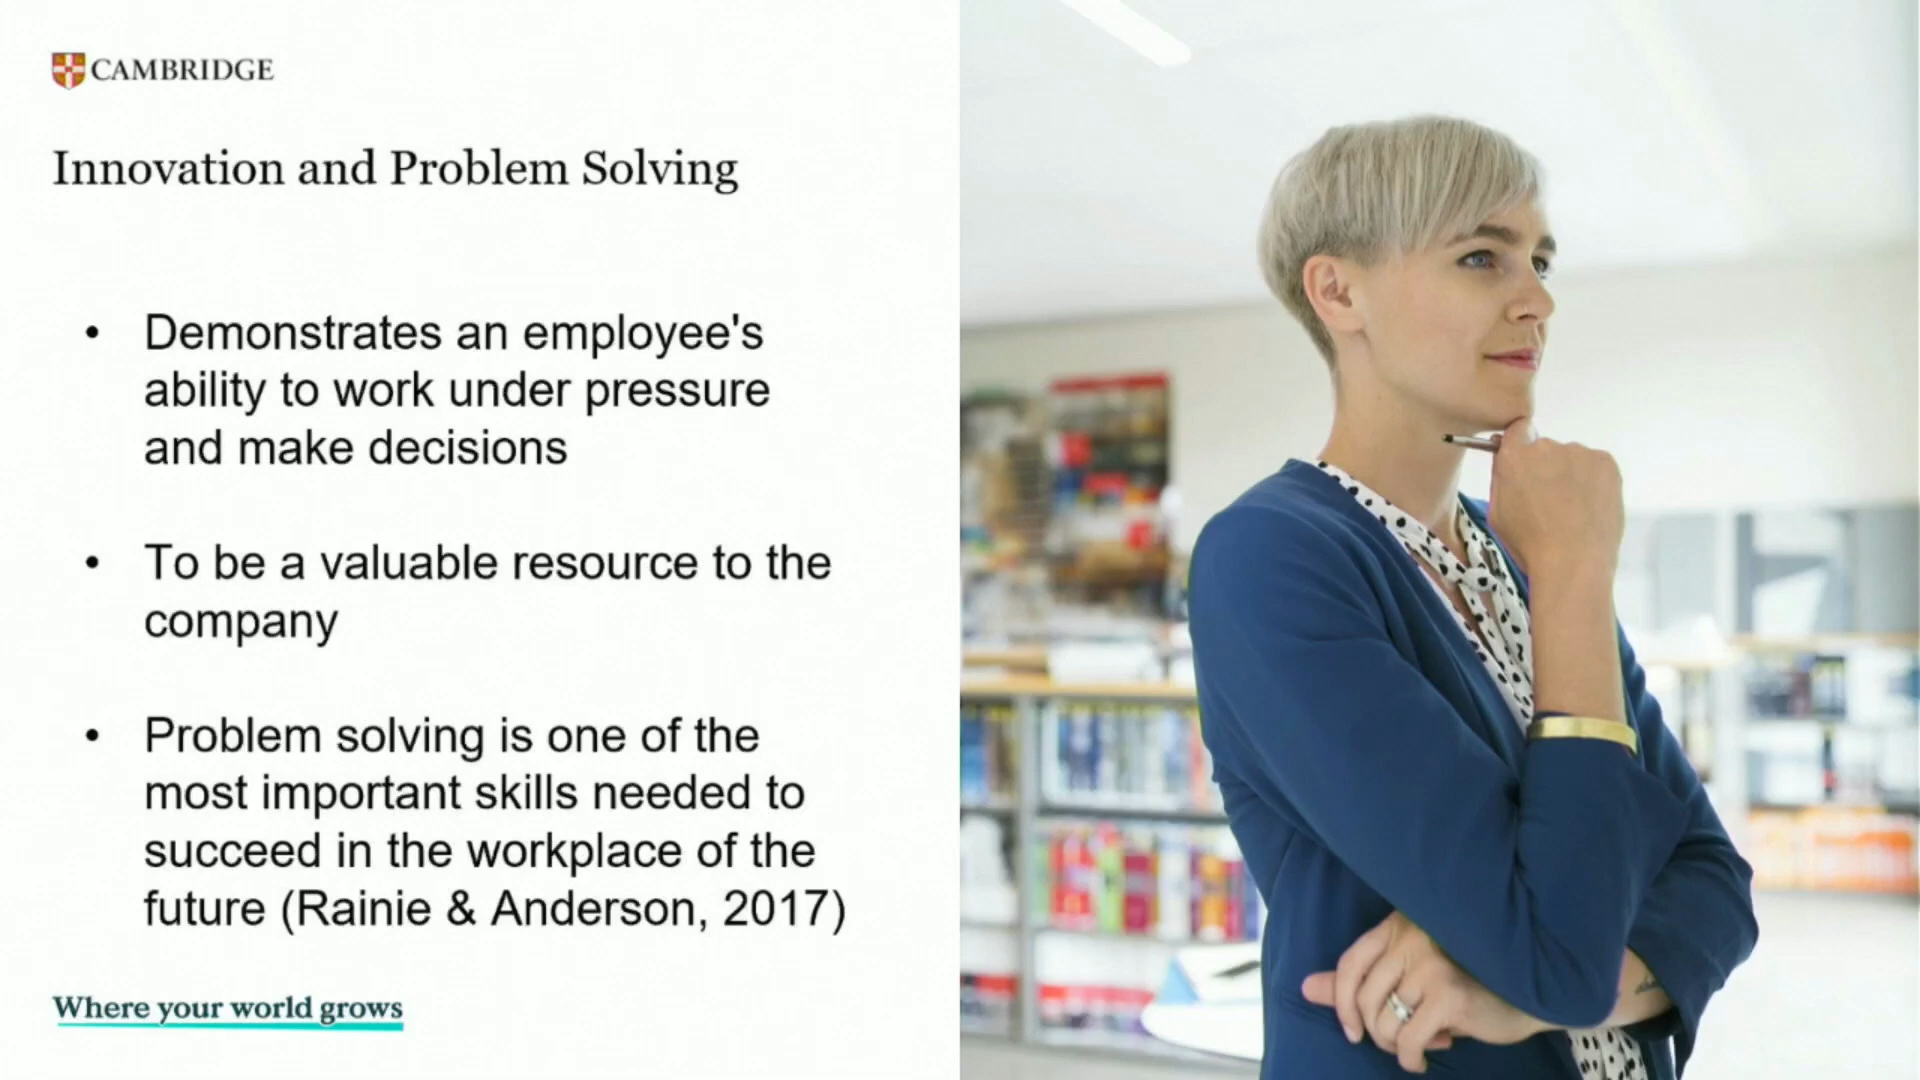 CAMBRIDGE
Innovation and Problem Solving
• Demonstrates an employee's
ability to work under pressure
and make decisions
• To be a valuable resource to the
company
• Problem solving is one of the
most important skills needed to
succeed in the workplace of the
future (Rainie & Anderson, 2017)
Where your world grows